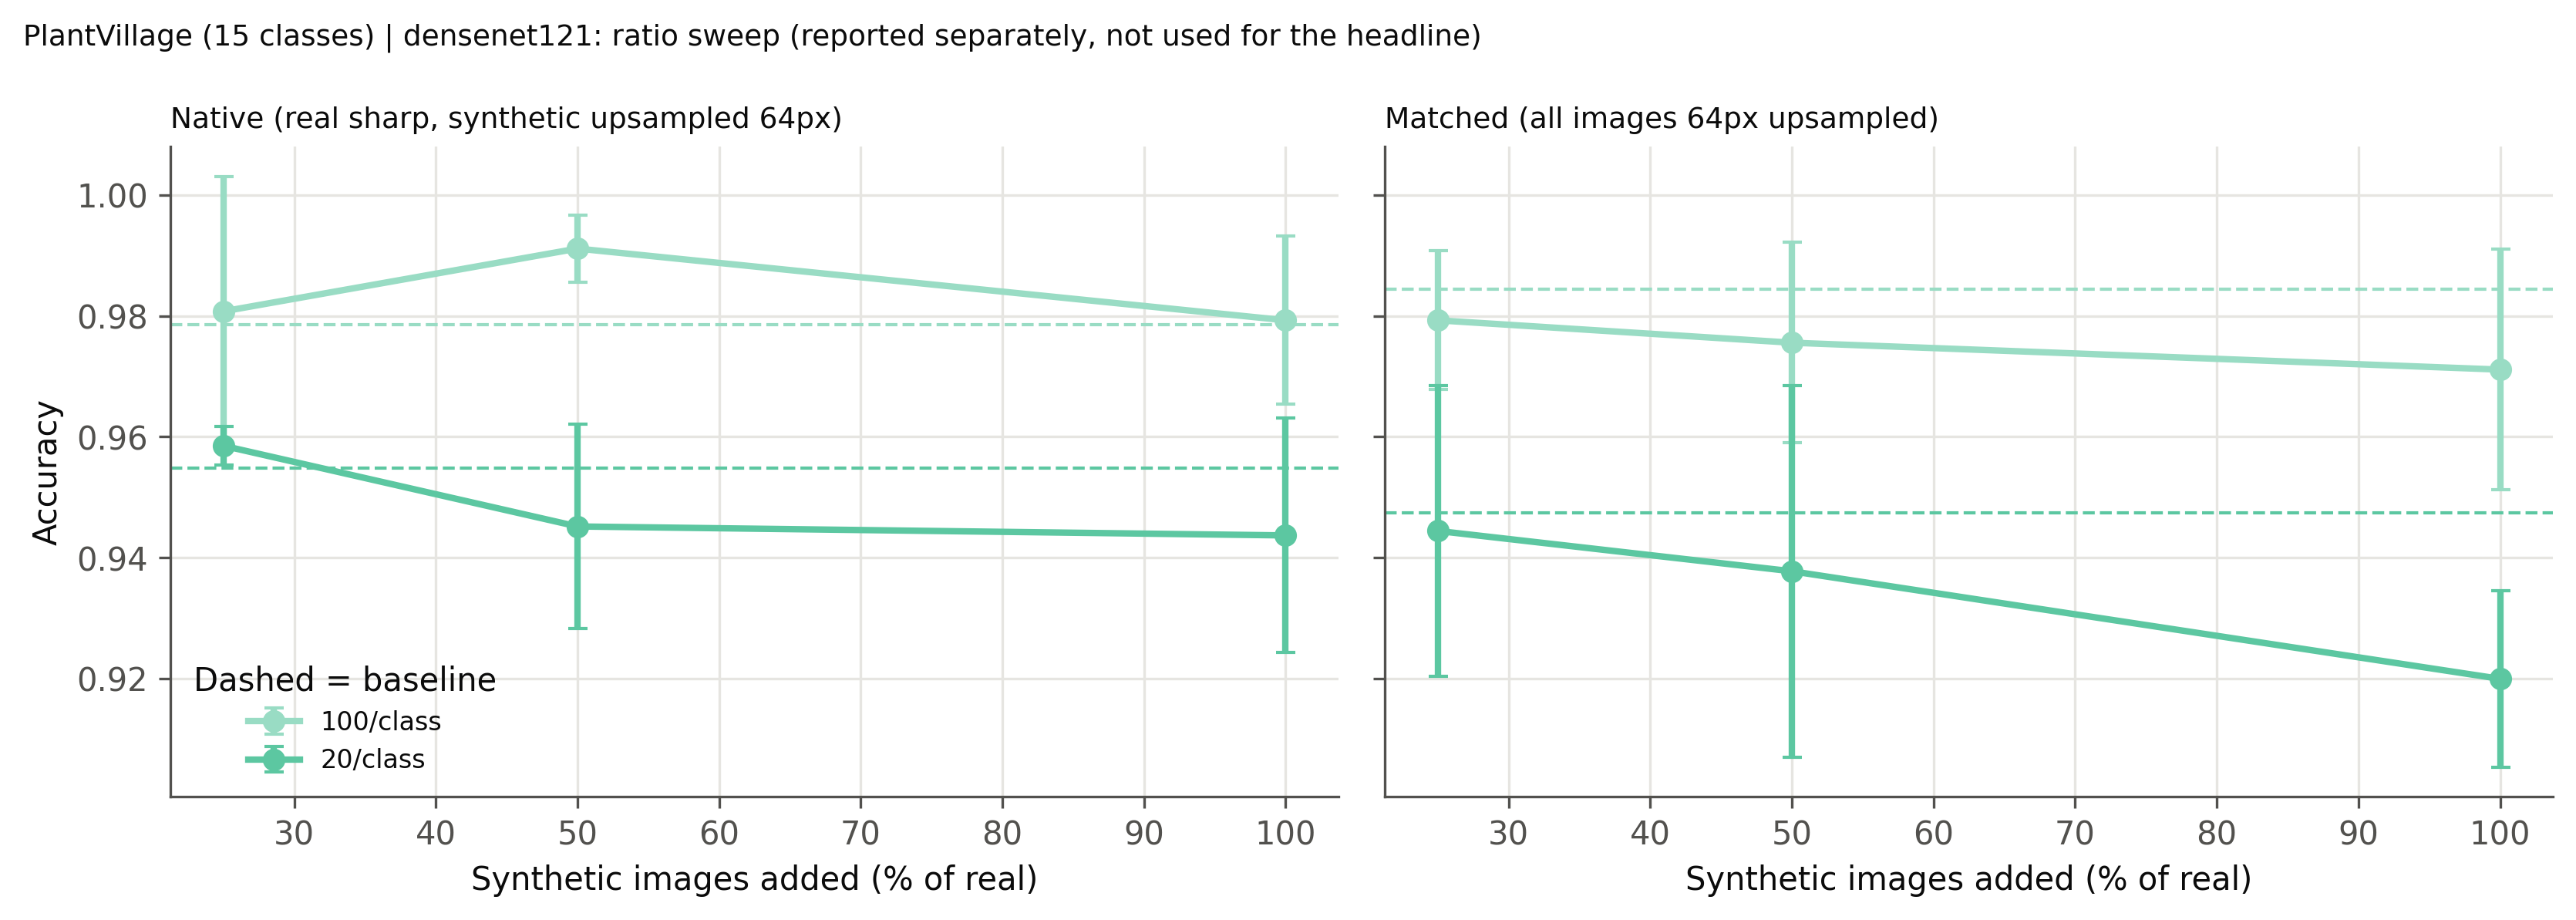 PlantVillage (15 classes) | densenet121: ratio sweep (reported separately, not used for the headline)
Native (real sharp, synthetic upsampled 64px)
Matched (all images 64px upsampled)
Accuracy
1.00
0.98
0.96
0.94
0.92
Dashed = baseline
100/class
20/class
30 40 50 60 70 80 90 100
30 40 50 60 70 80 90 100
Synthetic images added (% of real)
Synthetic images added (% of real)